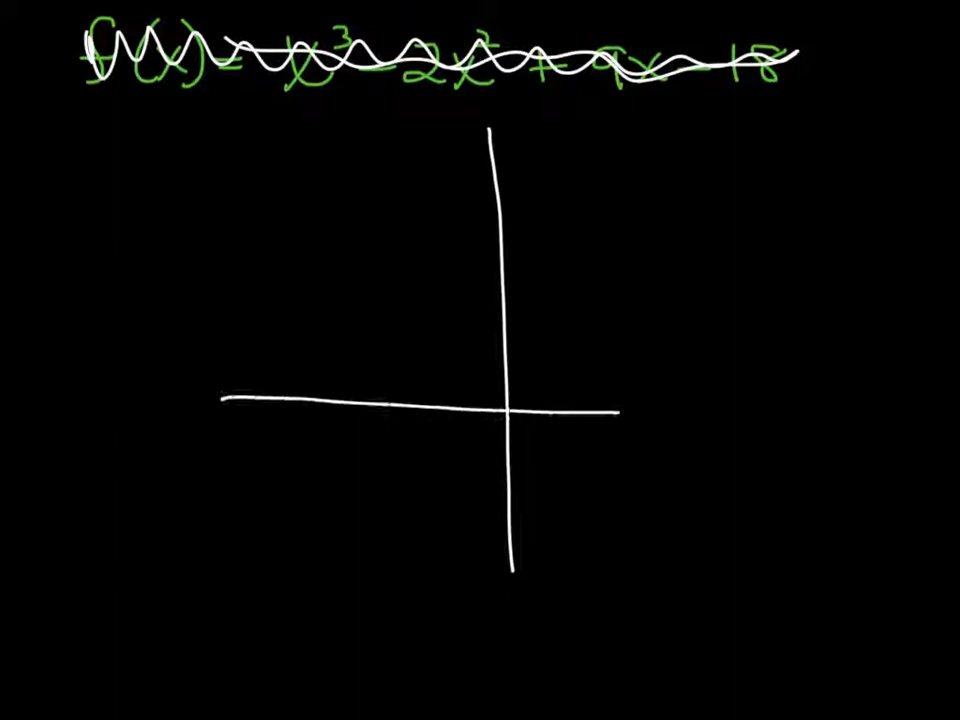 f(x) = x³ - 2x² + 9x - 18